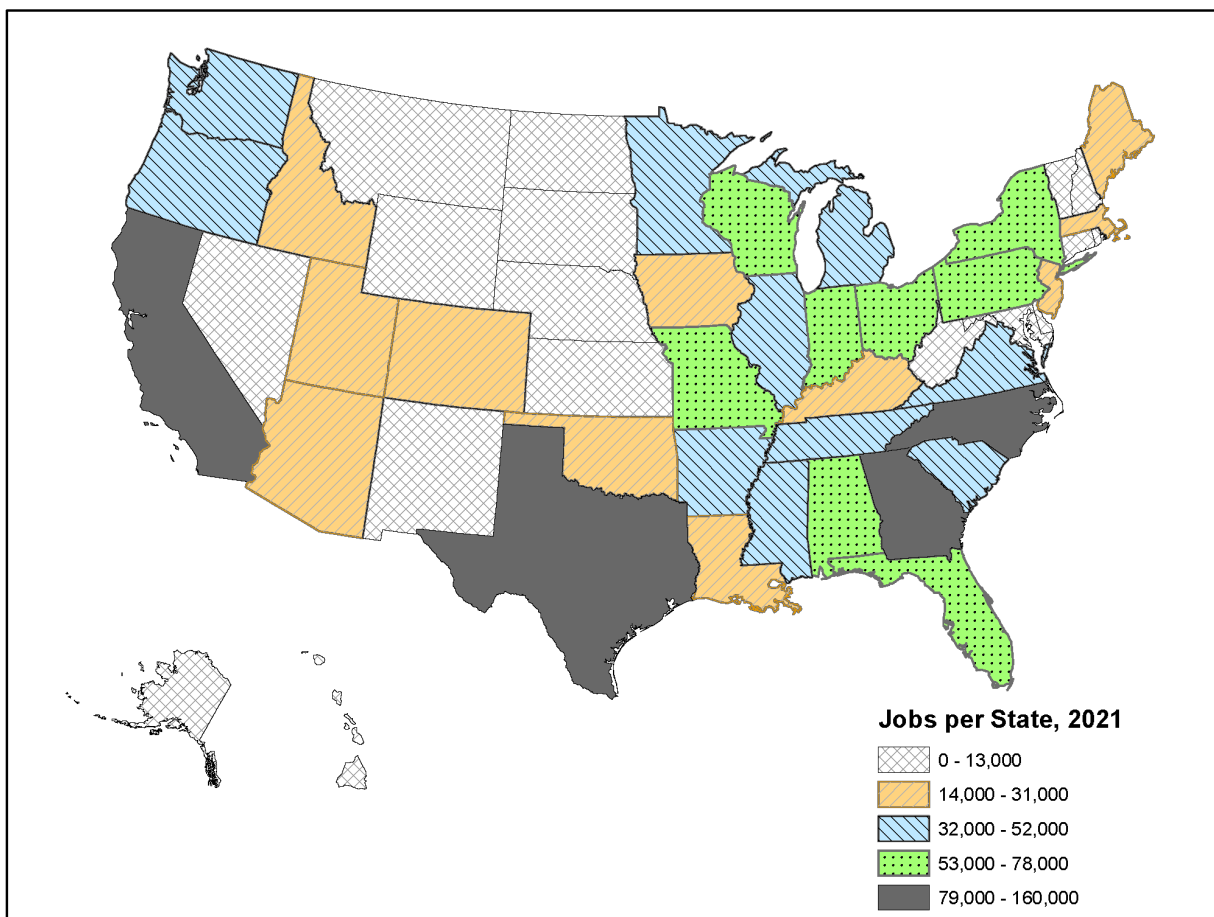 Jobs per State, 2021
0 - 13,000
14,000 - 31,000
32,000 - 52,000
53,000 - 78,000
79,000 - 160,000